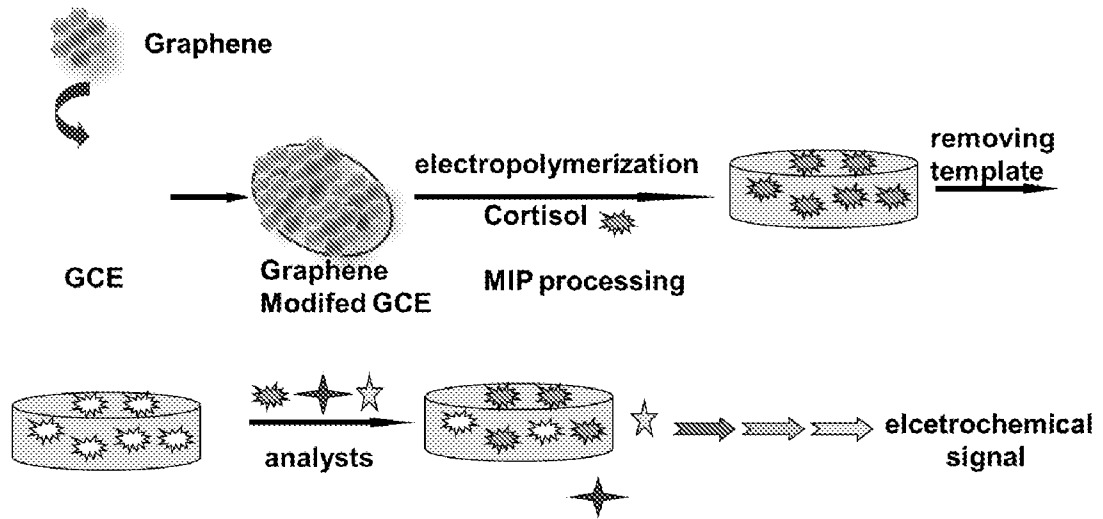 Graphene
electropolymerization
removing
template
Cortisol
GCE
Graphene
Modifed GCE
MIP processing
analysts
elcetrochemical
signal